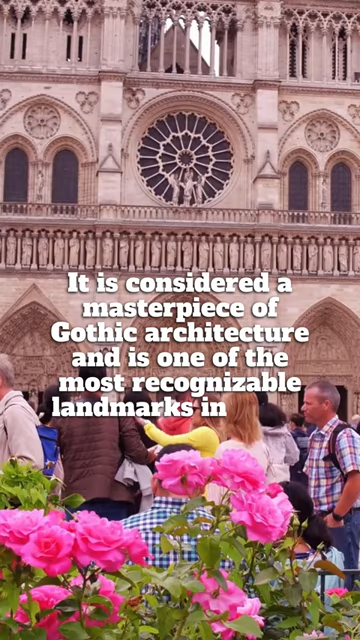 It is considered a
masterpiece of
Gothic architecture
and is one of the
most recognizable
landmarks in